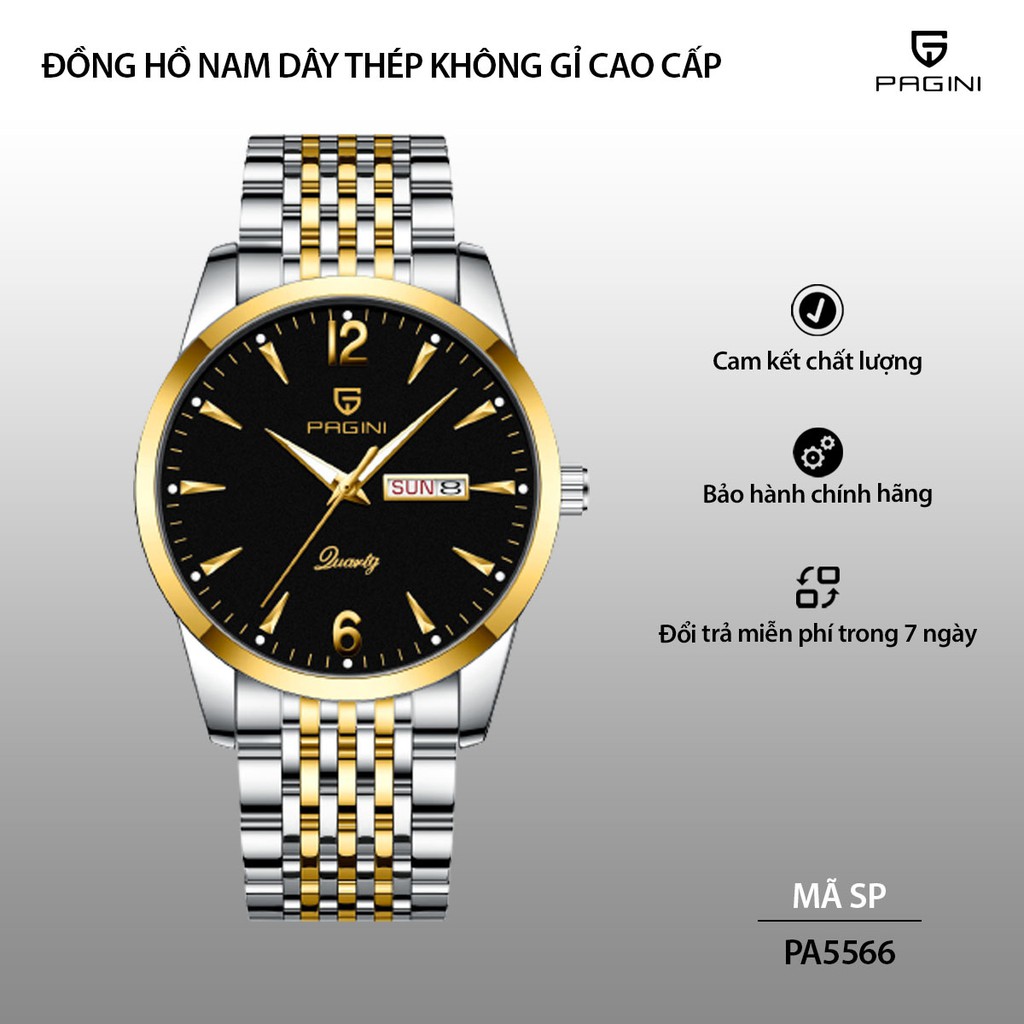 ĐỒNG HỒ NAM DÂY THÉP KHÔNG GỈ CAO CẤP
PAGINI
12
PAGINI
SUN 8
Quartz
6
Cam kết chất lượng
Bảo hành chính hãng
Đổi trả miễn phí trong 7 ngày
MÃ SP
PA5566